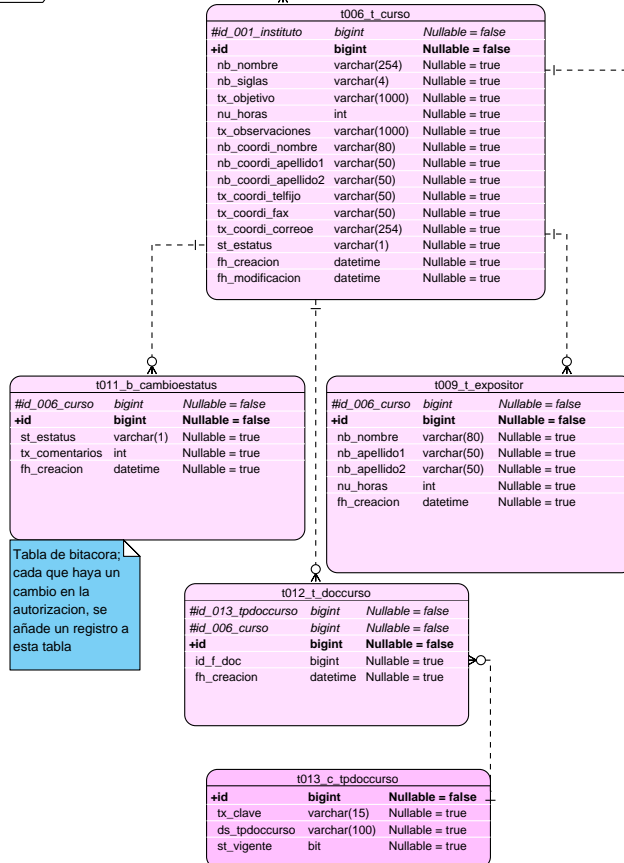 t006_t_curso
#id_001_instituto bigint Nullable = false
+id bigint Nullable = false
nb_nombre varchar(254) Nullable = true
nb_siglas varchar(4) Nullable = true
tx_objetivo varchar(1000) Nullable = true
nu_horas int Nullable = true
tx_observaciones varchar(1000) Nullable = true
nb_coordi_nombre varchar(80) Nullable = true
nb_coordi_apellido1 varchar(50) Nullable = true
nb_coordi_apellido2 varchar(50) Nullable = true
tx_coordi_telfijo varchar(50) Nullable = true
tx_coordi_fax varchar(50) Nullable = true
tx_coordi_correoe varchar(254) Nullable = true
st_estatus varchar(1) Nullable = true
fh_creacion datetime Nullable = true
fh_modificacion datetime Nullable = true
t011_b_cambioestatus
#id_006_curso bigint Nullable = false
+id bigint Nullable = false
st_estatus varchar(1) Nullable = true
tx_comentarios int Nullable = true
fh_creacion datetime Nullable = true
t009_t_expositor
#id_006_curso bigint Nullable = false
+id bigint Nullable = false
nb_nombre varchar(80) Nullable = true
nb_apellido1 varchar(50) Nullable = true
nb_apellido2 varchar(50) Nullable = true
nu_horas int Nullable = true
fh_creacion datetime Nullable = true
Tabla de bitacora;
cada que haya un
cambio en la
autorizacion, se
añade un registro a
esta tabla
t012_t_doccurso
#id_013_tpdoccurso bigint Nullable = false
#id_006_curso bigint Nullable = false
+id bigint Nullable = false
id_f_doc bigint Nullable = true
fh_creacion datetime Nullable = true
t013_c_tpdoccurso
+id bigint Nullable = false
tx_clave varchar(15) Nullable = true
ds_tpdoccurso varchar(100) Nullable = true
st_vigente bit Nullable = true